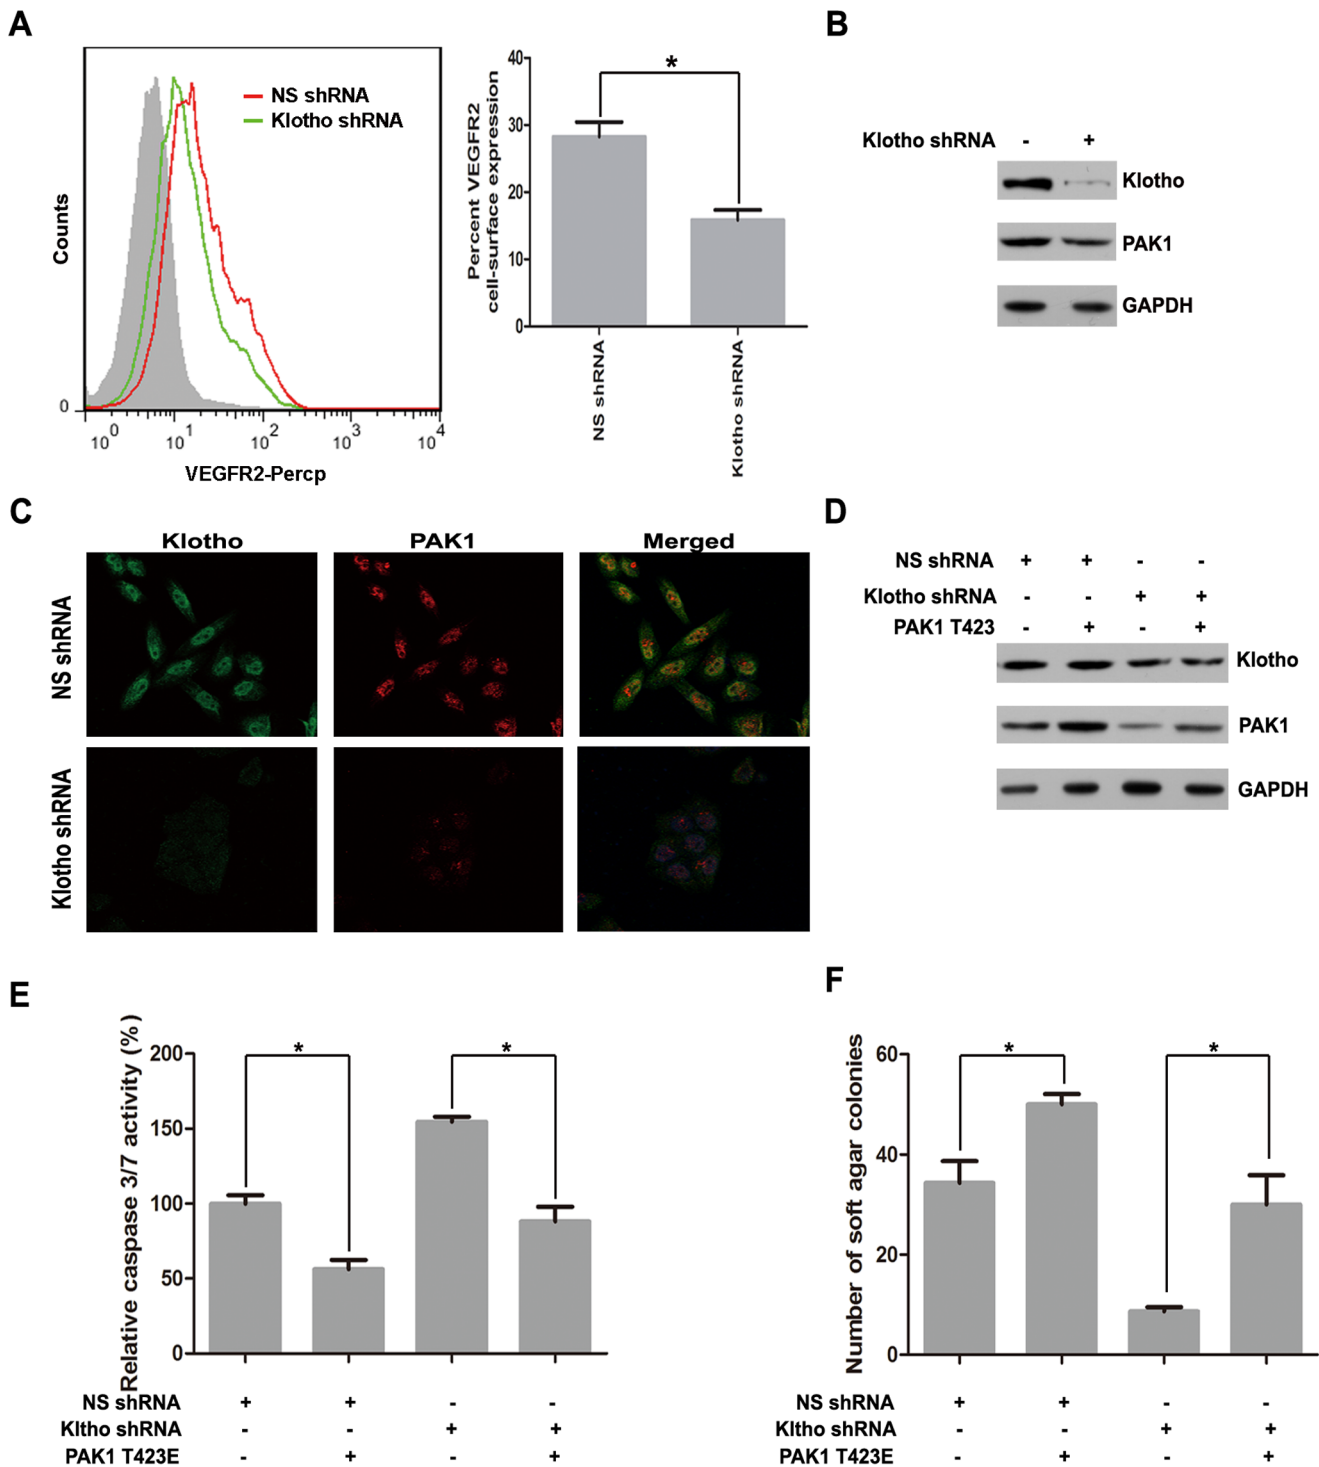 A
NS shRNA
Klotho shRNA
Counts
0
10^0 10^1 10^2 10^3 10^4
VEGFR2-Percp
Percent VEGFR2
cell-surface expression
40
30
20
10
0
*
NS shRNA
Klotho shRNA
B
Klotho shRNA - +
Klotho
PAK1
GAPDH
C
Klotho PAK1 Merged
NS shRNA
Klotho shRNA
D
NS shRNA + + - -
Klotho shRNA - - + +
PAK1 T423 - + - +
Klotho
PAK1
GAPDH
E
Relative caspase 3/7 activity (%)
200
150
100
50
0
* *
NS shRNA + + - -
Kltho shRNA - - + +
PAK1 T423E - + - +
F
Number of soft agar colonies
60
40
20
0
* *
NS shRNA + + - -
Kltho shRNA - - + +
PAK1 T423E - + - +